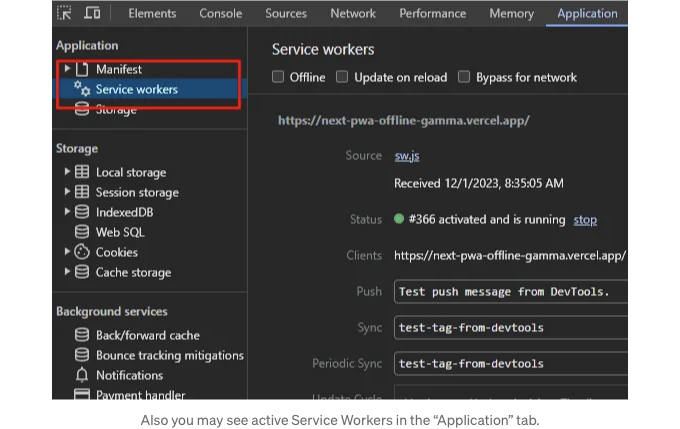 Elements Console Sources Network Performance Memory Application
Application
Manifest
Service workers
Storage
Storage
Local storage
Session storage
IndexedDB
Web SQL
Cookies
Cache storage
Background services
Back/forward cache
Bounce tracking mitigations
Notifications
Payment handler
Service workers
Offline Update on reload Bypass for network
https://next-pwa-offline-gamma.vercel.app/
Source sw.js
Received 12/1/2023, 8:35:05 AM
Status #366 activated and is running stop
Clients https://next-pwa-offline-gamma.vercel.app/
Push Test push message from DevTools.
Sync test-tag-from-devtools
Periodic Sync test-tag-from-devtools
Update Cycle
Also you may see active Service Workers in the “Application” tab.